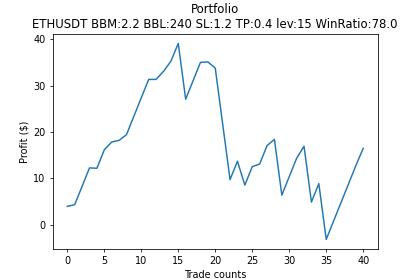 Portfolio
ETHUSDT BBM:2.2 BBL:240 SL:1.2 TP:0.4 lev:15 WinRatio:78.0
Profit ($)
40
30
20
10
0
0 5 10 15 20 25 30 35 40
Trade counts